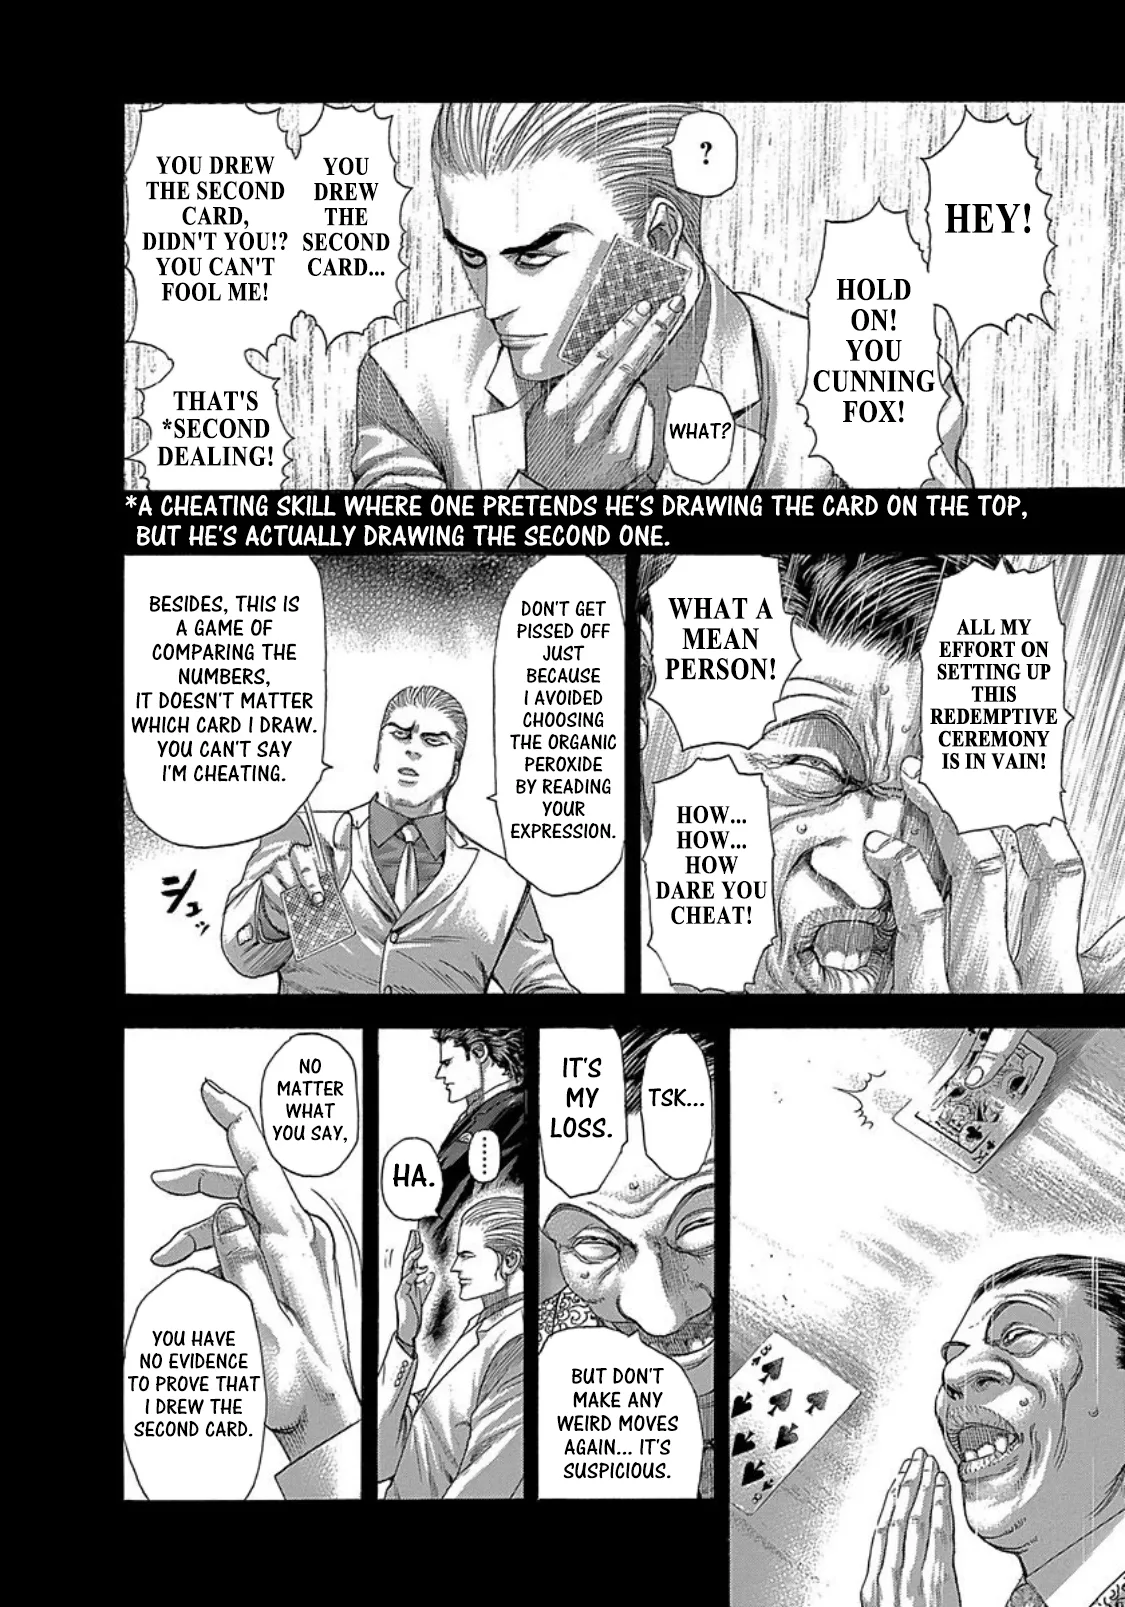 HEY!
HOLD
ON!
YOU
CUNNING
FOX!
?
WHAT?
YOU
DREW
THE
SECOND
CARD...
YOU DREW
THE SECOND
CARD,
DIDN'T YOU!?
YOU CAN'T
FOOL ME!
THAT'S
*SECOND
DEALING!
*A CHEATING SKILL WHERE ONE PRETENDS HE'S DRAWING THE CARD ON THE TOP,
BUT HE'S ACTUALLY DRAWING THE SECOND ONE.
ALL MY
EFFORT ON
SETTING UP
THIS
REDEMPTIVE
CEREMONY
IS IN VAIN!
WHAT A
MEAN
PERSON!
HOW...
HOW...
HOW
DARE YOU
CHEAT!
DON'T GET
PISSED OFF
JUST
BECAUSE
I AVOIDED
CHOOSING
THE ORGANIC
PEROXIDE
BY READING
YOUR
EXPRESSION.
BESIDES, THIS IS
A GAME OF
COMPARING THE
NUMBERS,
IT DOESN'T MATTER
WHICH CARD I DRAW.
YOU CAN'T SAY
I'M CHEATING.
シュッ
K
8
8
TSK...
IT'S
MY
LOSS.
BUT DON'T
MAKE ANY
WEIRD MOVES
AGAIN... IT'S
SUSPICIOUS.
......
HA.
NO
MATTER
WHAT
YOU SAY,
YOU HAVE
NO EVIDENCE
TO PROVE THAT
I DREW THE
SECOND CARD.